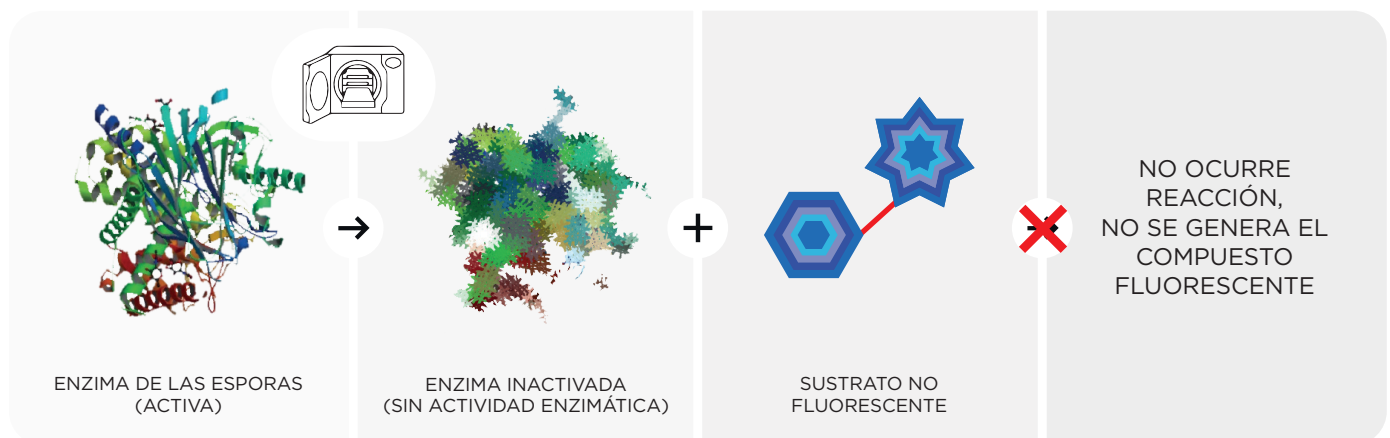 ENZIMA DE LAS ESPORAS
(ACTIVA)
ENZIMA INACTIVADA
(SIN ACTIVIDAD ENZIMÁTICA)
SUSTRATO NO
FLUORESCENTE
NO OCURRE
REACCIÓN,
NO SE GENERA EL
COMPUESTO
FLUORESCENTE